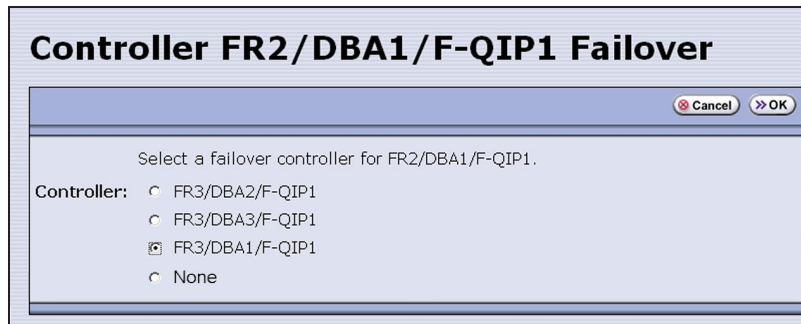 Controller FR2/DBA1/F-QIP1 Failover
Cancel OK
Select a failover controller for FR2/DBA1/F-QIP1.
Controller: FR3/DBA2/F-QIP1
FR3/DBA3/F-QIP1
FR3/DBA1/F-QIP1
None